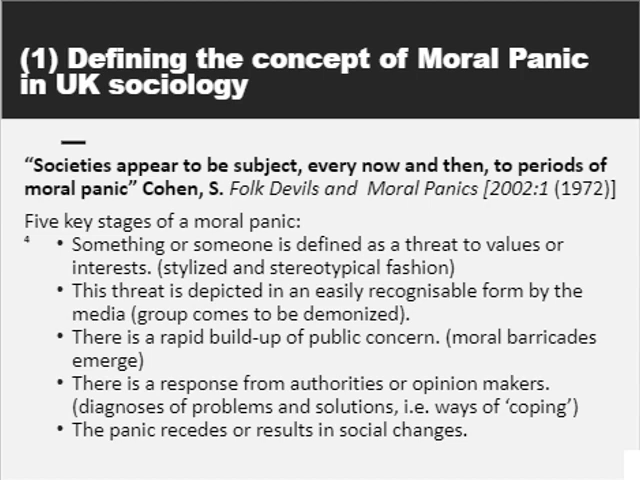 (1) Defining the concept of Moral Panic
in UK sociology
“Societies appear to be subject, every now and then, to periods of
moral panic” Cohen, S. Folk Devils and Moral Panics [2002:1 (1972)]
Five key stages of a moral panic:
4
• Something or someone is defined as a threat to values or
interests. (stylized and stereotypical fashion)
• This threat is depicted in an easily recognisable form by the
media (group comes to be demonized).
• There is a rapid build-up of public concern. (moral barricades
emerge)
• There is a response from authorities or opinion makers.
(diagnoses of problems and solutions, i.e. ways of ‘coping’)
• The panic recedes or results in social changes.